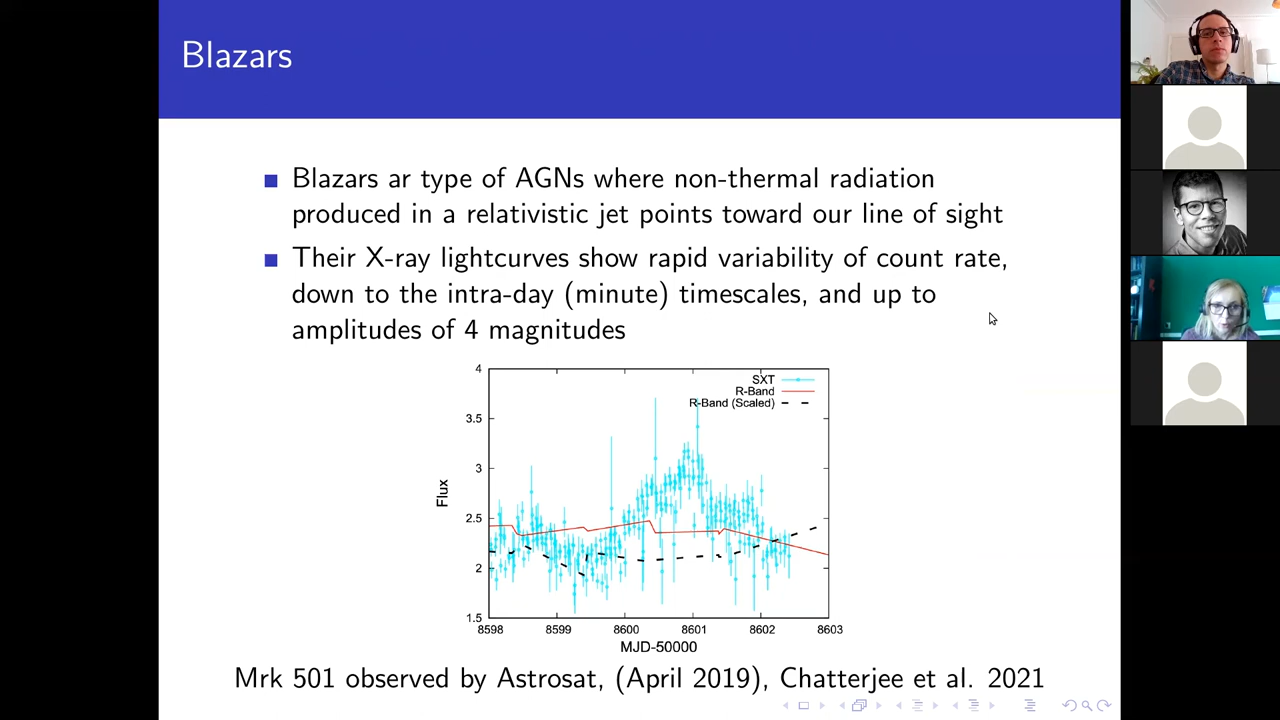 Blazars
Blazars ar type of AGNs where non-thermal radiation
produced in a relativistic jet points toward our line of sight
Their X-ray lightcurves show rapid variability of count rate,
down to the intra-day (minute) timescales, and up to
amplitudes of 4 magnitudes
4
SXT
R-Band
R-Band (Scaled)
3.5
3
Flux
2.5
2
1.5
8598 8599 8600 8601 8602 8603
MJD-50000
Mrk 501 observed by Astrosat, (April 2019), Chatterjee et al. 2021